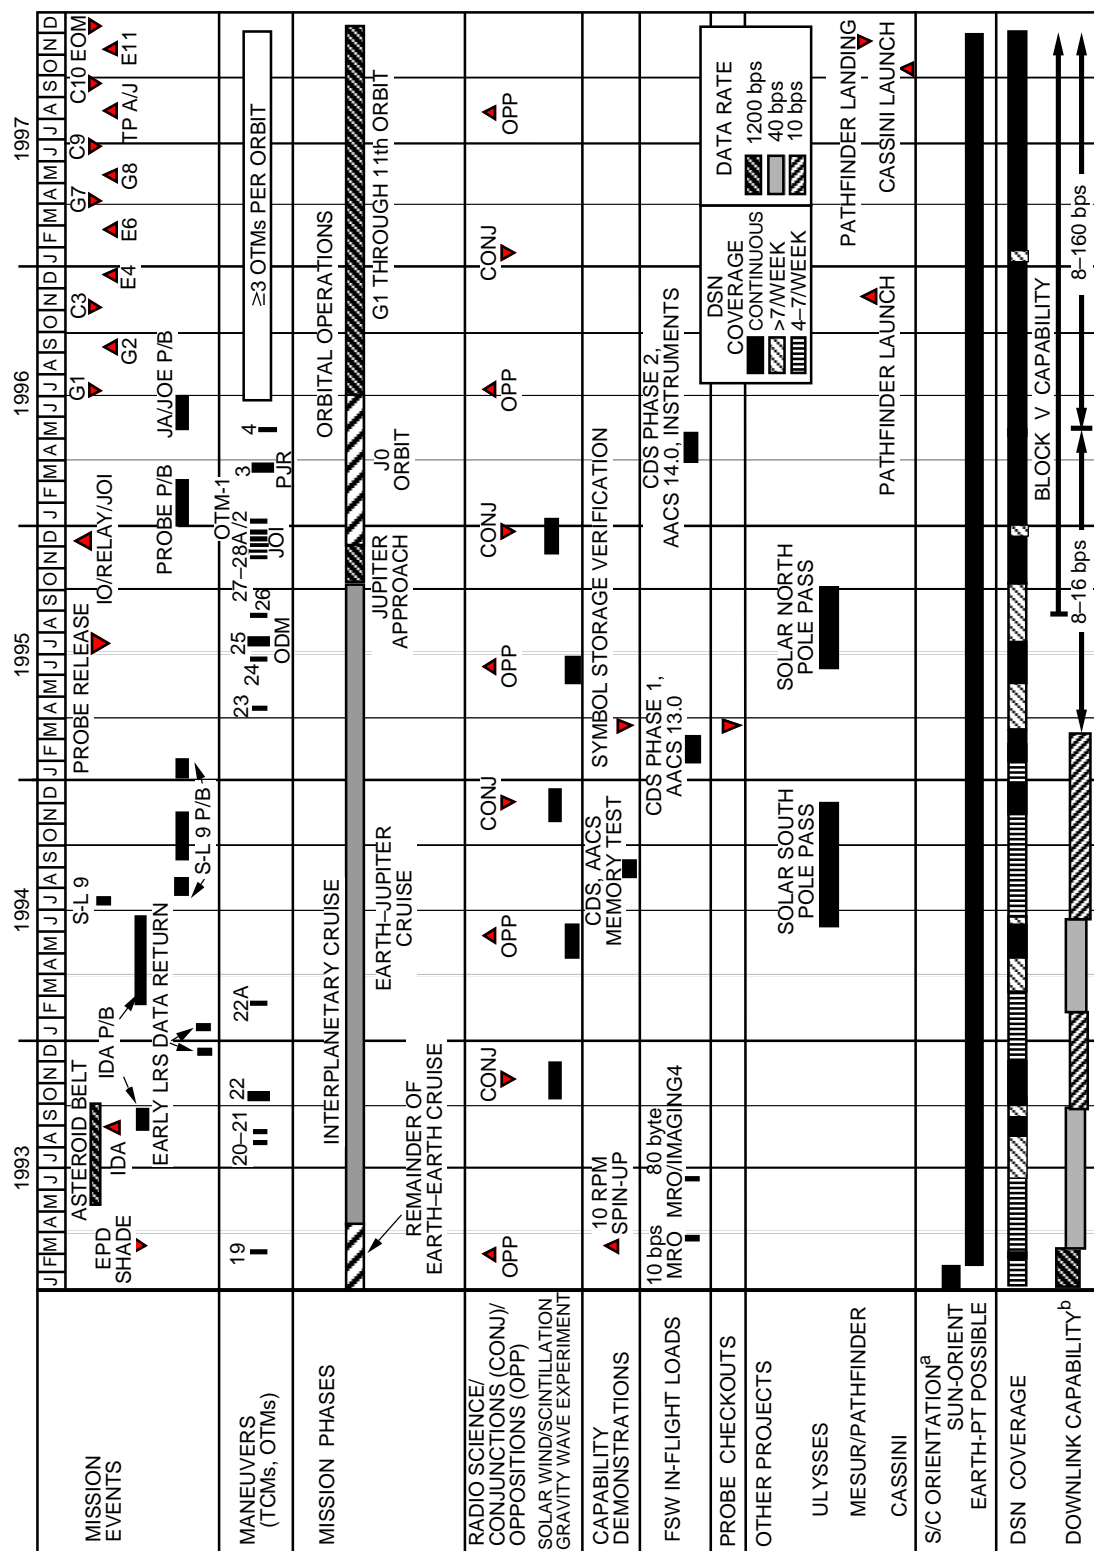 1993
1994
1995
1996
1997
J F M A M J J A S O N D J F M A M J J A S O N D J F M A M J J A S O N D J F M A M J J A S O N D J F M A M J J A S O N D
MISSION
EVENTS
EPD
SHADE
ASTEROID BELT
IDA
IDA P/B
EARLY LRS DATA RETURN
S-L 9
S-L 9 P/B
PROBE RELEASE
IO/RELAY/JOI
PROBE P/B
JA/JOE P/B
G1
G2
C3
E4
E6
G7
G8
C9
TP A/J
C10
E11
EOM
MANEUVERS
(TCMs, OTMs)
19
20–21
22
22A
23
24
25
ODM
26
27–28A/2
OTM-1
JOI
3
PJR
4
≥3 OTMs PER ORBIT
MISSION PHASES
INTERPLANETARY CRUISE
ORBITAL OPERATIONS
REMAINDER OF
EARTH–EARTH CRUISE
EARTH–JUPITER
CRUISE
JUPITER
APPROACH
J0
ORBIT
G1 THROUGH 11th ORBIT
RADIO SCIENCE/
CONJUNCTIONS (CONJ)/
OPPOSITIONS (OPP)
SOLAR WIND/SCINTILLATION
GRAVITY WAVE EXPERIMENT
OPP
CONJ
OPP
CONJ
OPP
CONJ
OPP
CONJ
OPP
CAPABILITY
DEMONSTRATIONS
10 RPM
SPIN-UP
CDS, AACS
MEMORY TEST
SYMBOL STORAGE VERIFICATION
FSW IN-FLIGHT LOADS
10 bps
MRO
80 byte
MRO/IMAGING4
CDS PHASE 1,
AACS 13.0
CDS PHASE 2,
AACS 14.0, INSTRUMENTS
PROBE CHECKOUTS
DSN
COVERAGE
CONTINUOUS
>7/WEEK
4–7/WEEK
DATA RATE
1200 bps
40 bps
10 bps
OTHER PROJECTS
ULYSSES
SOLAR SOUTH
POLE PASS
SOLAR NORTH
POLE PASS
MESUR/PATHFINDER
PATHFINDER LAUNCH
PATHFINDER LANDING
CASSINI
CASSINI LAUNCH
S/C ORIENTATIONa
SUN-ORIENT
EARTH-PT POSSIBLE
DSN COVERAGE
BLOCK V CAPABILITY
DOWNLINK CAPABILITYb
8–16 bps
8–160 bps